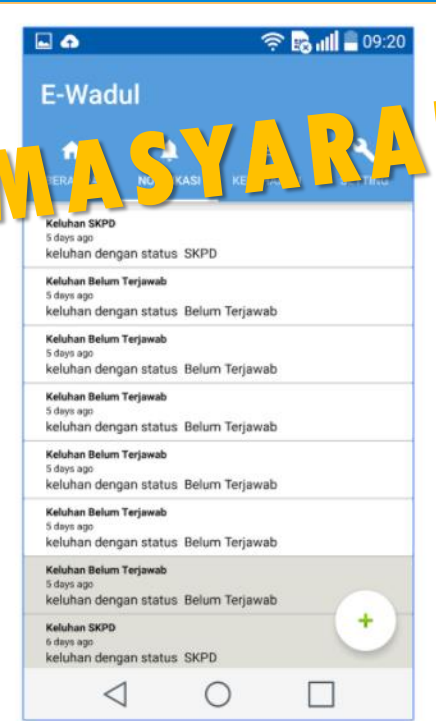 09:20
E-Wadul
MASYARA
Keluhan SKPD
5 days ago
keluhan dengan status SKPD
Keluhan Belum Terjawab
5 days ago
keluhan dengan status Belum Terjawab
Keluhan Belum Terjawab
5 days ago
keluhan dengan status Belum Terjawab
Keluhan Belum Terjawab
5 days ago
keluhan dengan status Belum Terjawab
Keluhan Belum Terjawab
5 days ago
keluhan dengan status Belum Terjawab
Keluhan Belum Terjawab
5 days ago
keluhan dengan status Belum Terjawab
Keluhan Belum Terjawab
5 days ago
keluhan dengan status Belum Terjawab
Keluhan SKPD
6 days ago
keluhan dengan status SKPD